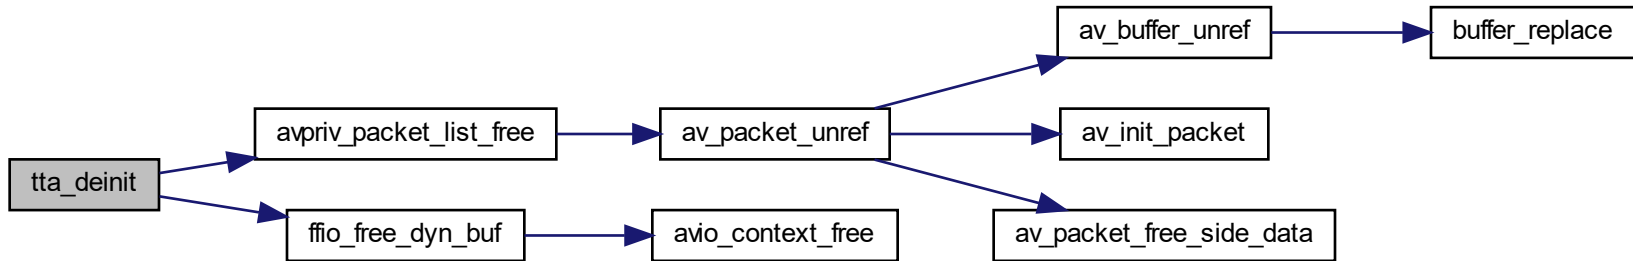 av_buffer_unref
buffer_replace
avpriv_packet_list_free
av_packet_unref
av_init_packet
tta_deinit
ffio_free_dyn_buf
avio_context_free
av_packet_free_side_data